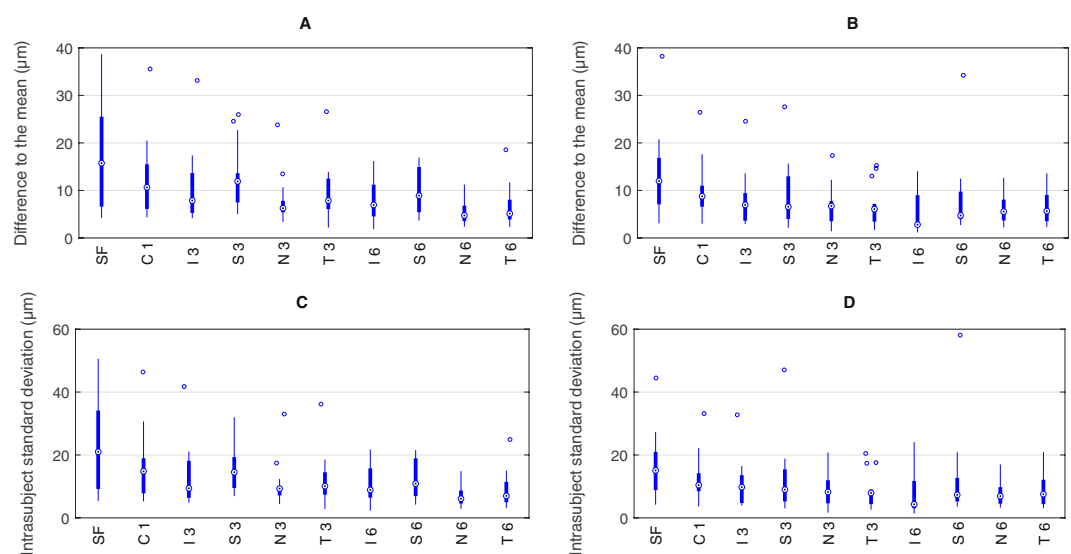 A
Difference to the mean (µm)
40
30
20
10
0
SF
C 1
I 3
S 3
N 3
T 3
I 6
S 6
N 6
T 6
B
Difference to the mean (µm)
40
30
20
10
0
SF
C 1
I 3
S 3
N 3
T 3
I 6
S 6
N 6
T 6
C
Intrasubject standard deviation (µm)
60
40
20
0
SF
C 1
I 3
S 3
N 3
T 3
I 6
S 6
N 6
T 6
D
Intrasubject standard deviation (µm)
60
40
20
0
SF
C 1
I 3
S 3
N 3
T 3
I 6
S 6
N 6
T 6